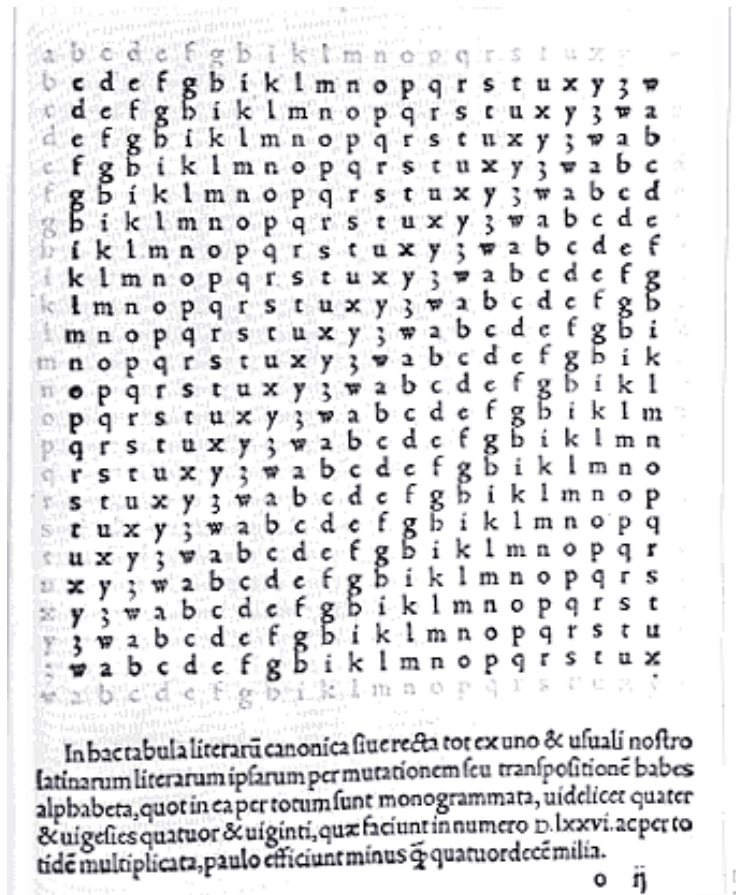 a b c d e f g h i k l m n o p q r s t u x y
b c d e f g h i k l m n o p q r s t u x y z w
c d e f g h i k l m n o p q r s t u x y z w a
d e f g h i k l m n o p q r s t u x y z w a b
e f g h i k l m n o p q r s t u x y z w a b c
f g h i k l m n o p q r s t u x y z w a b c d
g h i k l m n o p q r s t u x y z w a b c d e
h i k l m n o p q r s t u x y z w a b c d e f
i k l m n o p q r s t u x y z w a b c d e f g
k l m n o p q r s t u x y z w a b c d e f g h
l m n o p q r s t u x y z w a b c d e f g h i
m n o p q r s t u x y z w a b c d e f g h i k
n o p q r s t u x y z w a b c d e f g h i k l
o p q r s t u x y z w a b c d e f g h i k l m
p q r s t u x y z w a b c d e f g h i k l m n
q r s t u x y z w a b c d e f g h i k l m n o
r s t u x y z w a b c d e f g h i k l m n o p
s t u x y z w a b c d e f g h i k l m n o p q
t u x y z w a b c d e f g h i k l m n o p q r
u x y z w a b c d e f g h i k l m n o p q r s
x y z w a b c d e f g h i k l m n o p q r s t
y z w a b c d e f g h i k l m n o p q r s t u
w a b c d e f g h i k l m n o p q r s t u x
w a b c d e f g h i k l m n o p q r s t u x y
In hac tabula literarũ canonica ſiue recta tot ex uno & uſuali noſtro
latinarum literarum ipſarum per mutationem ſeu tranſpoſitionẽ habes
alphabeta, quot in ea per totum ſunt monogrammata, uidelicet quater
& uigeſies quatuor & uiginti, quæ faciunt in numero D.lxxvi. ac per to
tidẽ multiplicata, paulo efficiunt minus q̃ quatuordecẽ milia.
o ij